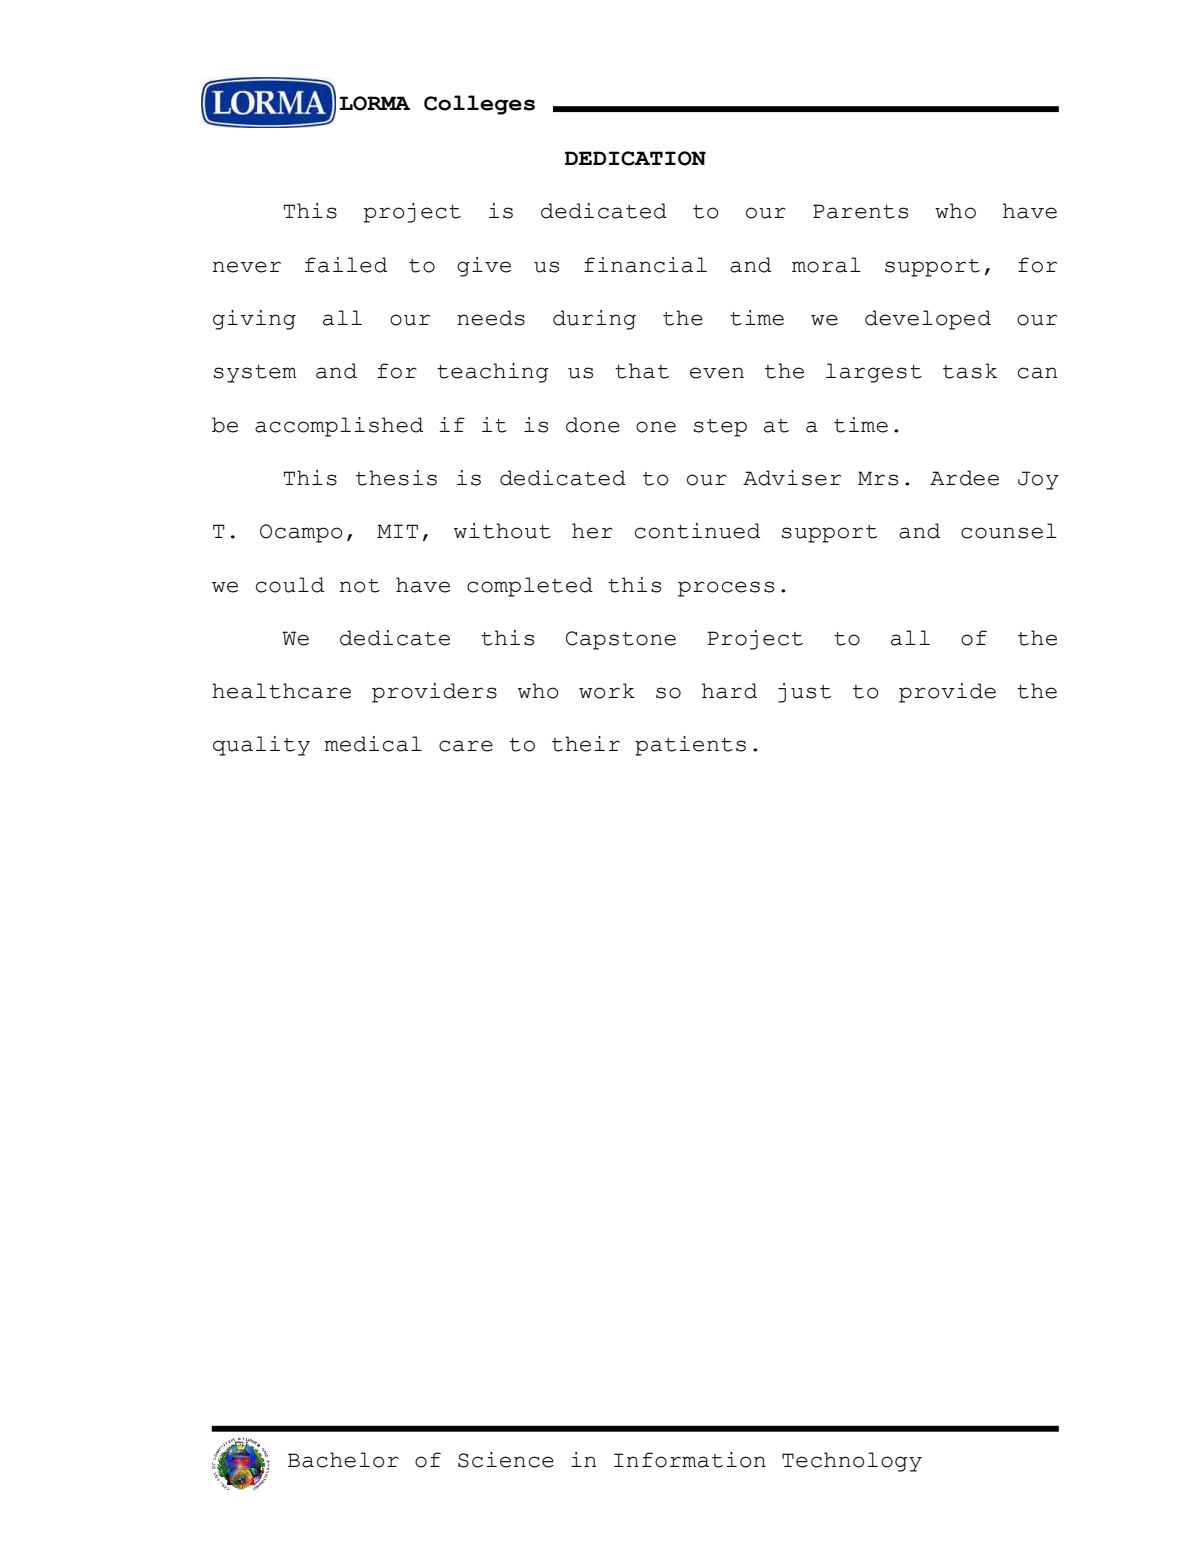 LORMA LORMA Colleges
DEDICATION
This project is dedicated to our Parents who have
never failed to give us financial and moral support, for
giving all our needs during the time we developed our
system and for teaching us that even the largest task can
be accomplished if it is done one step at a time.
This thesis is dedicated to our Adviser Mrs. Ardee Joy
T. Ocampo, MIT, without her continued support and counsel
we could not have completed this process.
We dedicate this Capstone Project to all of the
healthcare providers who work so hard just to provide the
quality medical care to their patients.
Bachelor of Science in Information Technology